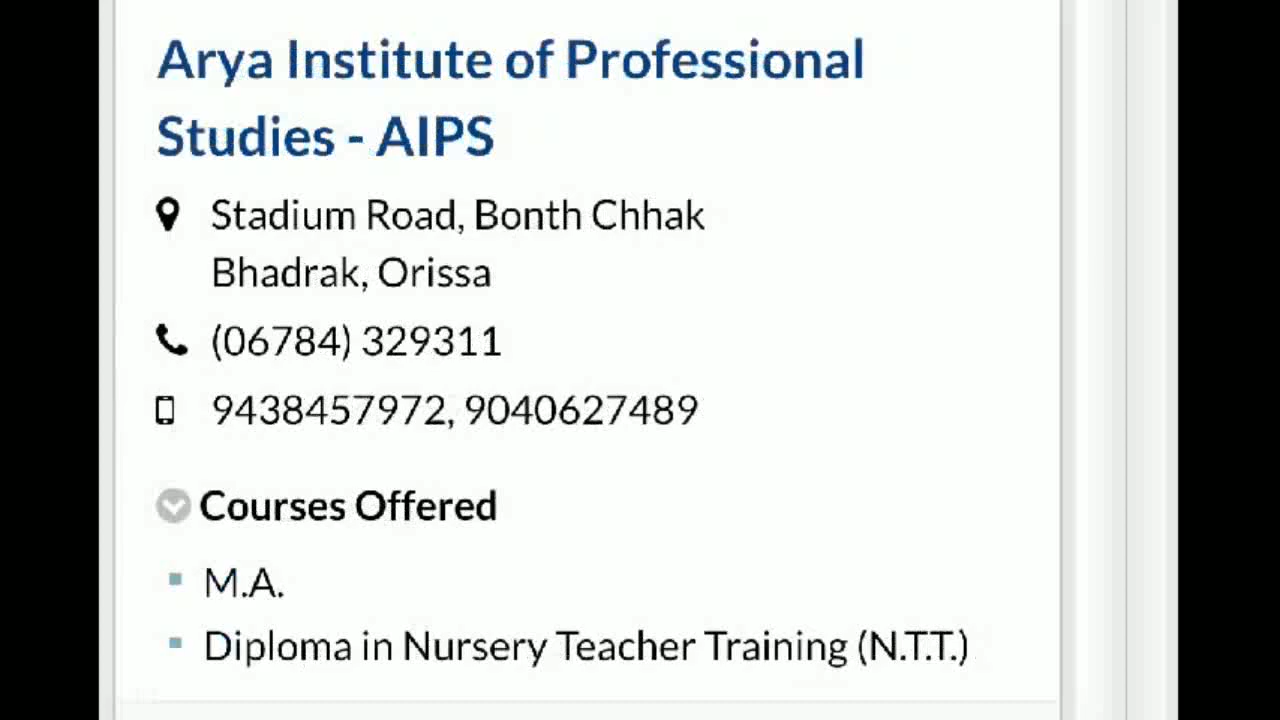 Arya Institute of Professional
Studies - AIPS
Stadium Road, Bonth Chhak
Bhadrak, Orissa
(06784) 329311
9438457972, 9040627489
Courses Offered
M.A.
Diploma in Nursery Teacher Training (N.T.T.)